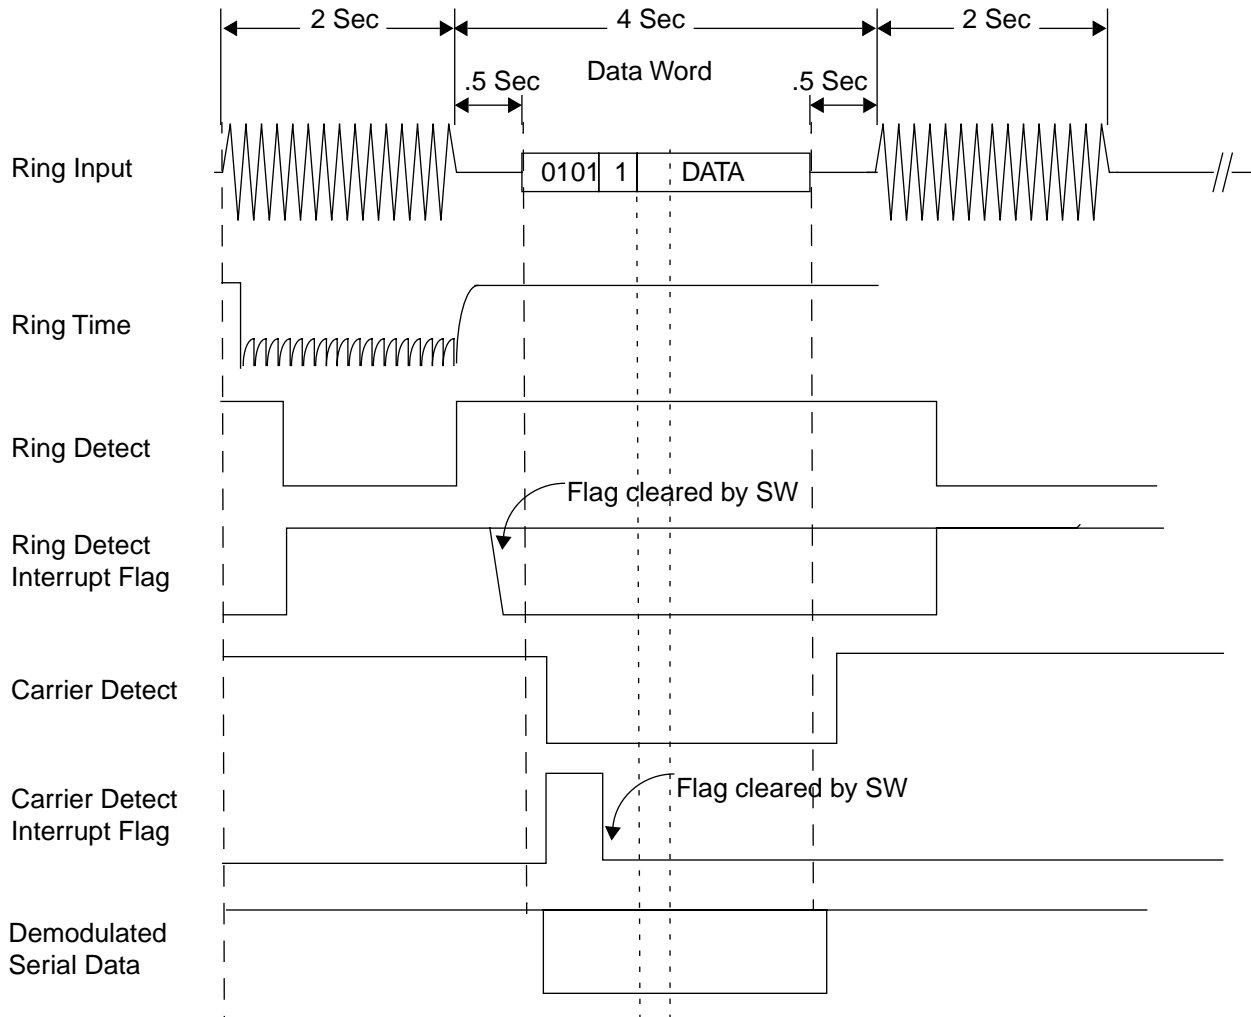 2 Sec
4 Sec
2 Sec
Data Word
.5 Sec
.5 Sec
Ring Input
0101
1
DATA
Ring Time
Ring Detect
Flag cleared by SW
Ring Detect
Interrupt Flag
Carrier Detect
Flag cleared by SW
Carrier Detect
Interrupt Flag
Demodulated
Serial Data